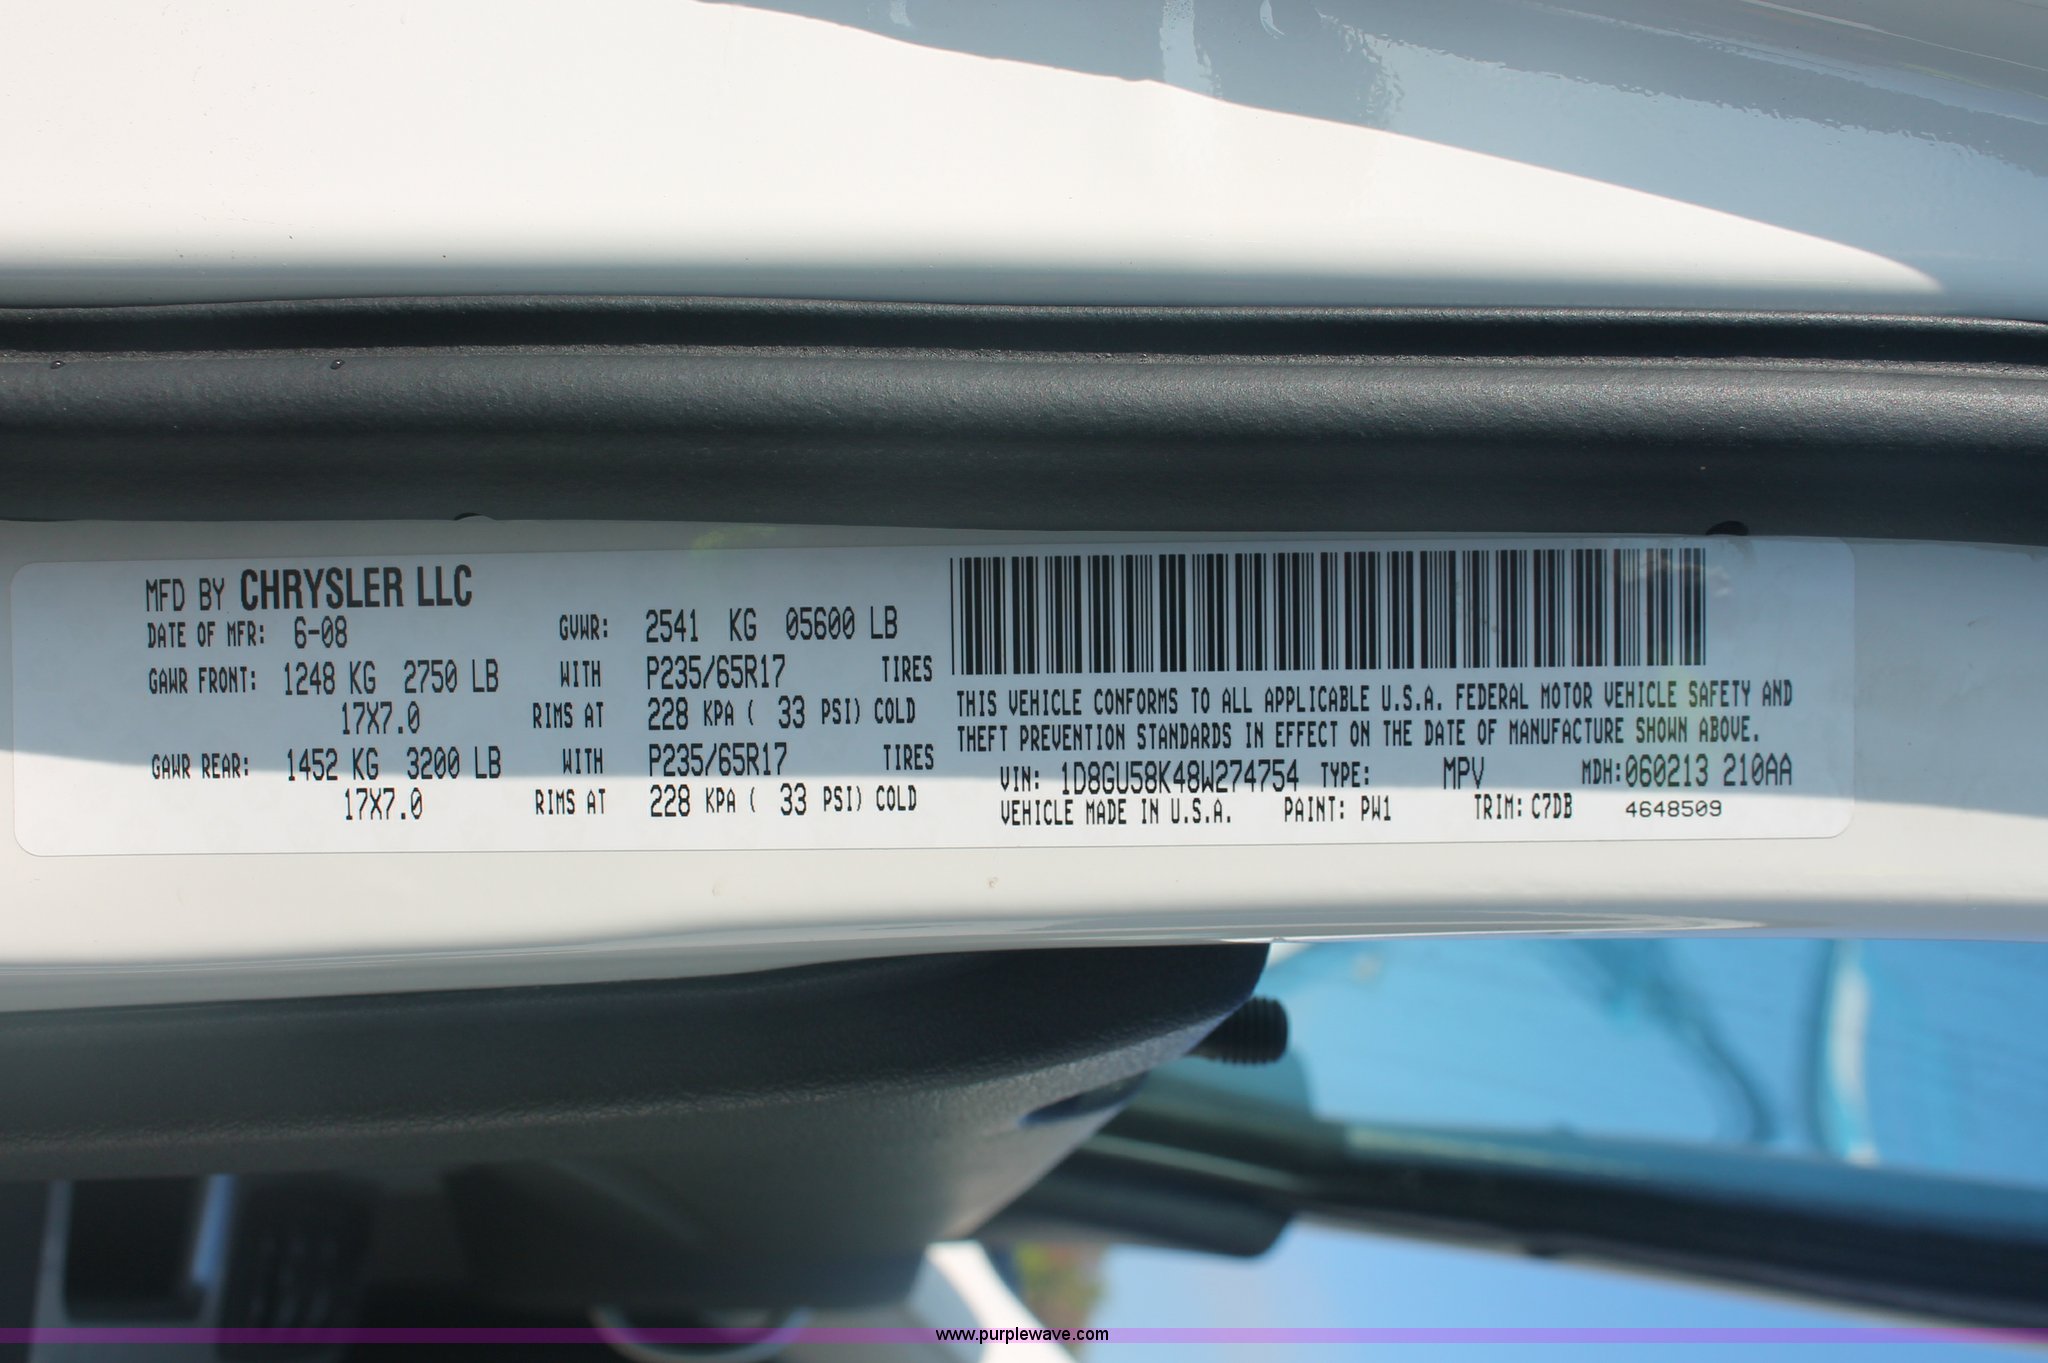 MFD BY CHRYSLER LLC
DATE OF MFR: 6-08 GVWR: 2541 KG 05600 LB
GAWR FRONT: 1248 KG 2750 LB WITH P235/65R17 TIRES
17X7.0 RIMS AT 228 KPA ( 33 PSI) COLD
GAWR REAR: 1452 KG 3200 LB WITH P235/65R17 TIRES
17X7.0 RIMS AT 228 KPA ( 33 PSI) COLD
THIS VEHICLE CONFORMS TO ALL APPLICABLE U.S.A. FEDERAL MOTOR VEHICLE SAFETY AND
THEFT PREVENTION STANDARDS IN EFFECT ON THE DATE OF MANUFACTURE SHOWN ABOVE.
VIN: 1D8GU58K48W274754 TYPE: MPV MDH: 060213 210AA
VEHICLE MADE IN U.S.A. PAINT: PW1 TRIM: C7DB 4648509
www.purplewave.com